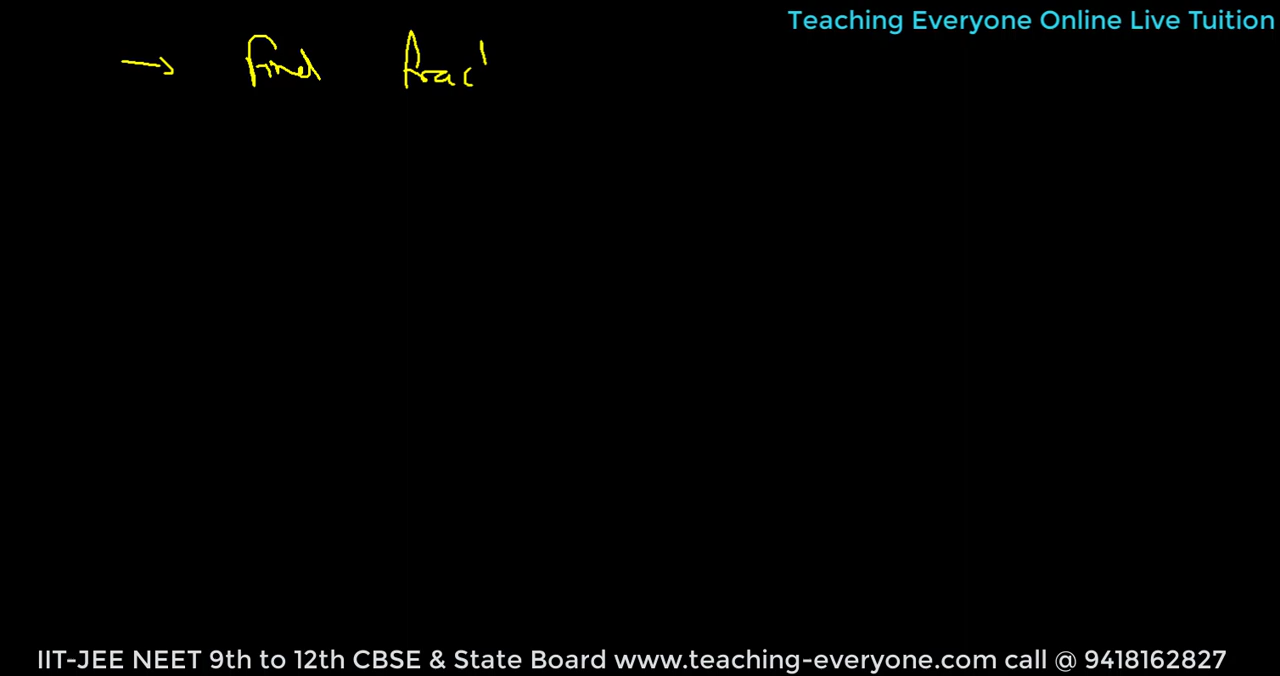 Teaching Everyone Online Live Tuition
→ Find frac'
IIT-JEE NEET 9th to 12th CBSE & State Board www.teaching-everyone.com call @ 9418162827